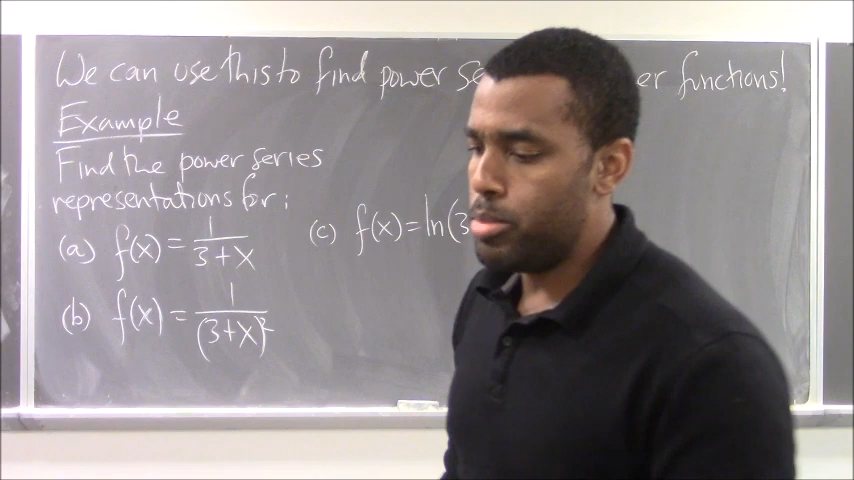 We can use this to find power se er functions!
Example
Find the power series
representations for:
(a) f(x) = 1/(3+x)
(b) f(x) = 1/(3+x)²
(c) f(x) = ln(3